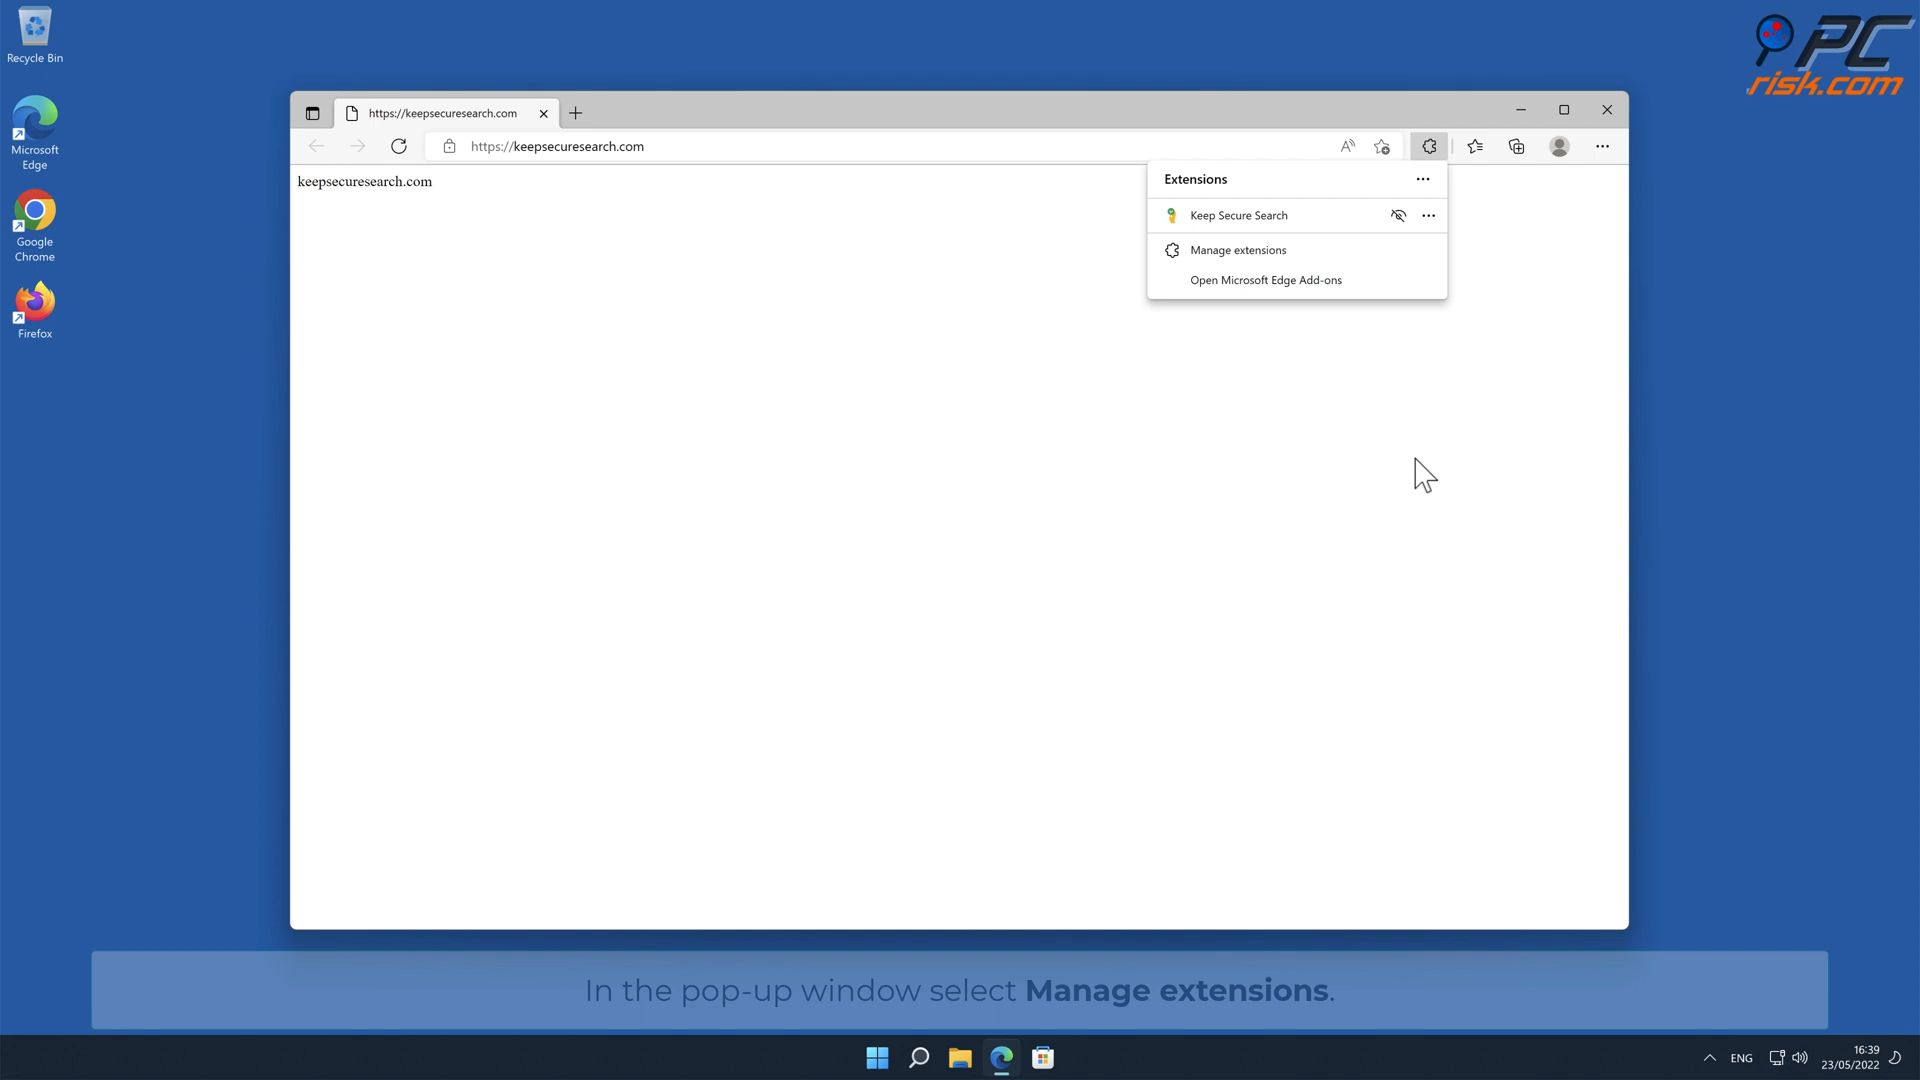 Recycle Bin
Microsoft
Edge
Google
Chrome
Firefox
PC
risk.com
https://keepsecuresearch.com
https://keepsecuresearch.com
keepsecuresearch.com
Extensions
Keep Secure Search
Manage extensions
Open Microsoft Edge Add-ons
In the pop-up window select Manage extensions.
ENG
16:39
23/05/2022